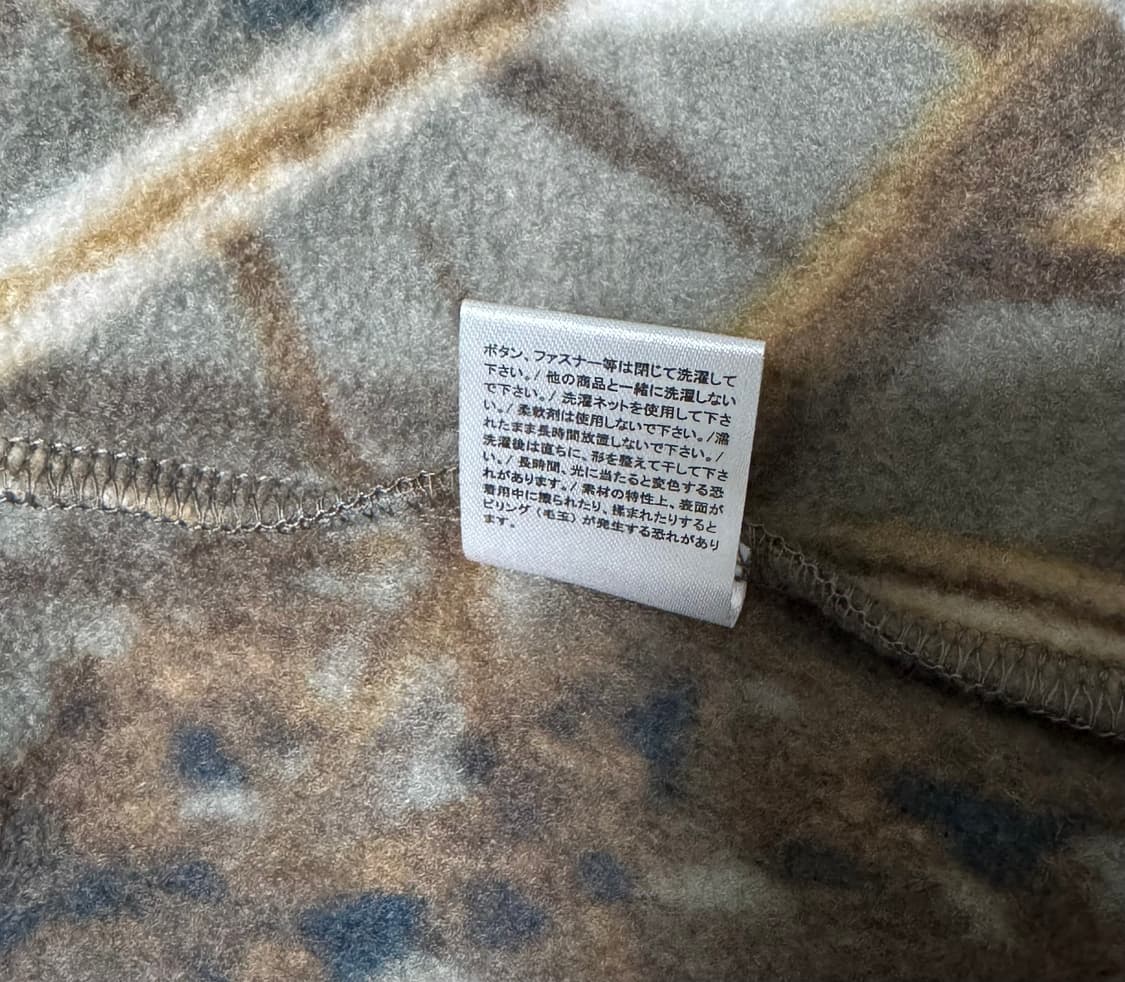 ボタン、ファスナー等は閉じて洗濯して
下さい。/ 他の商品と一緒に洗濯しない
で下さい。/ 洗濯ネットを使用して下さ
い。/ 柔軟剤は使用しないで下さい。/濡
れたまま長時間放置しないで下さい。/
洗濯後は直ちに、形を整えて干して下さ
い。/ 長時間、光に当たると変色する恐
れがあります。/ 素材の特性上、表面が
着用中に擦られたり、揉まれたりすると
ピリング（毛玉）が発生する恐れがあり
ます。